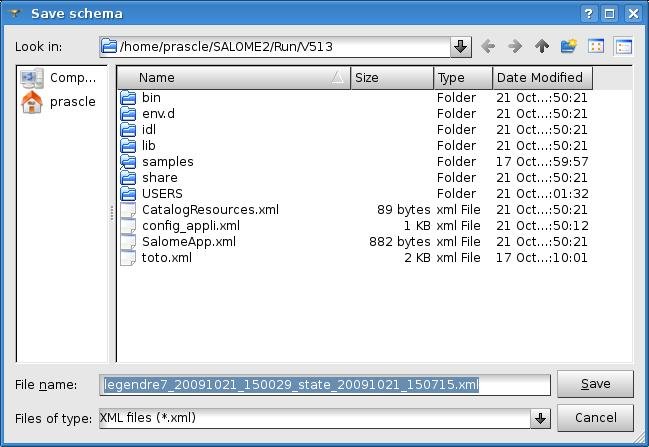 Save schema
Look in: /home/prascle/SALOME2/Run/V513
Comp...
prascle
Name Size Type Date Modified
bin Folder 21 Oct...:50:21
env.d Folder 21 Oct...:50:21
idl Folder 21 Oct...:50:21
lib Folder 21 Oct...:50:21
samples Folder 17 Oct...:59:57
share Folder 21 Oct...:50:21
USERS Folder 21 Oct...:01:32
CatalogResources.xml 89 bytes xml File 21 Oct...:50:21
config_appli.xml 1 KB xml File 21 Oct...:50:12
SalomeApp.xml 882 bytes xml File 21 Oct...:50:21
toto.xml 2 KB xml File 17 Oct...:10:01
File name: legendre7_20091021_150029_state_20091021_150715.xml Save
Files of type: XML files (*.xml) Cancel